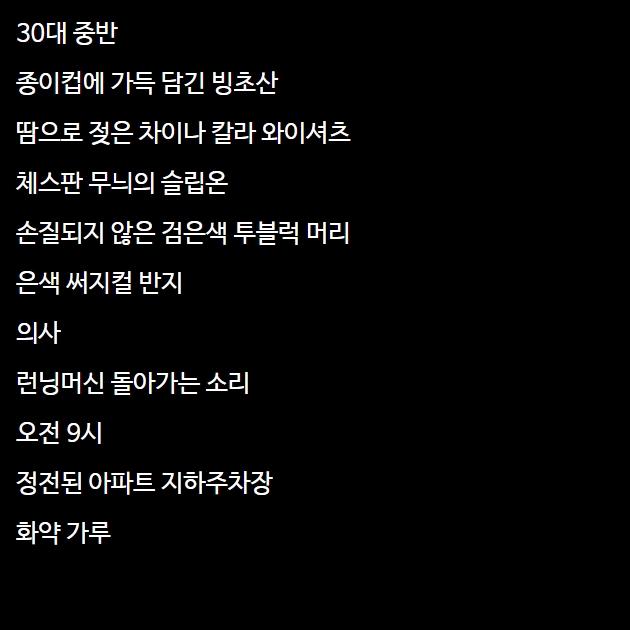 30대 중반
종이컵에 가득 담긴 빙초산
땀으로 젖은 차이나 칼라 와이셔츠
체스판 무늬의 슬립온
손질되지 않은 검은색 투블럭 머리
은색 써지컬 반지
의사
런닝머신 돌아가는 소리
오전 9시
정전된 아파트 지하주차장
화약 가루